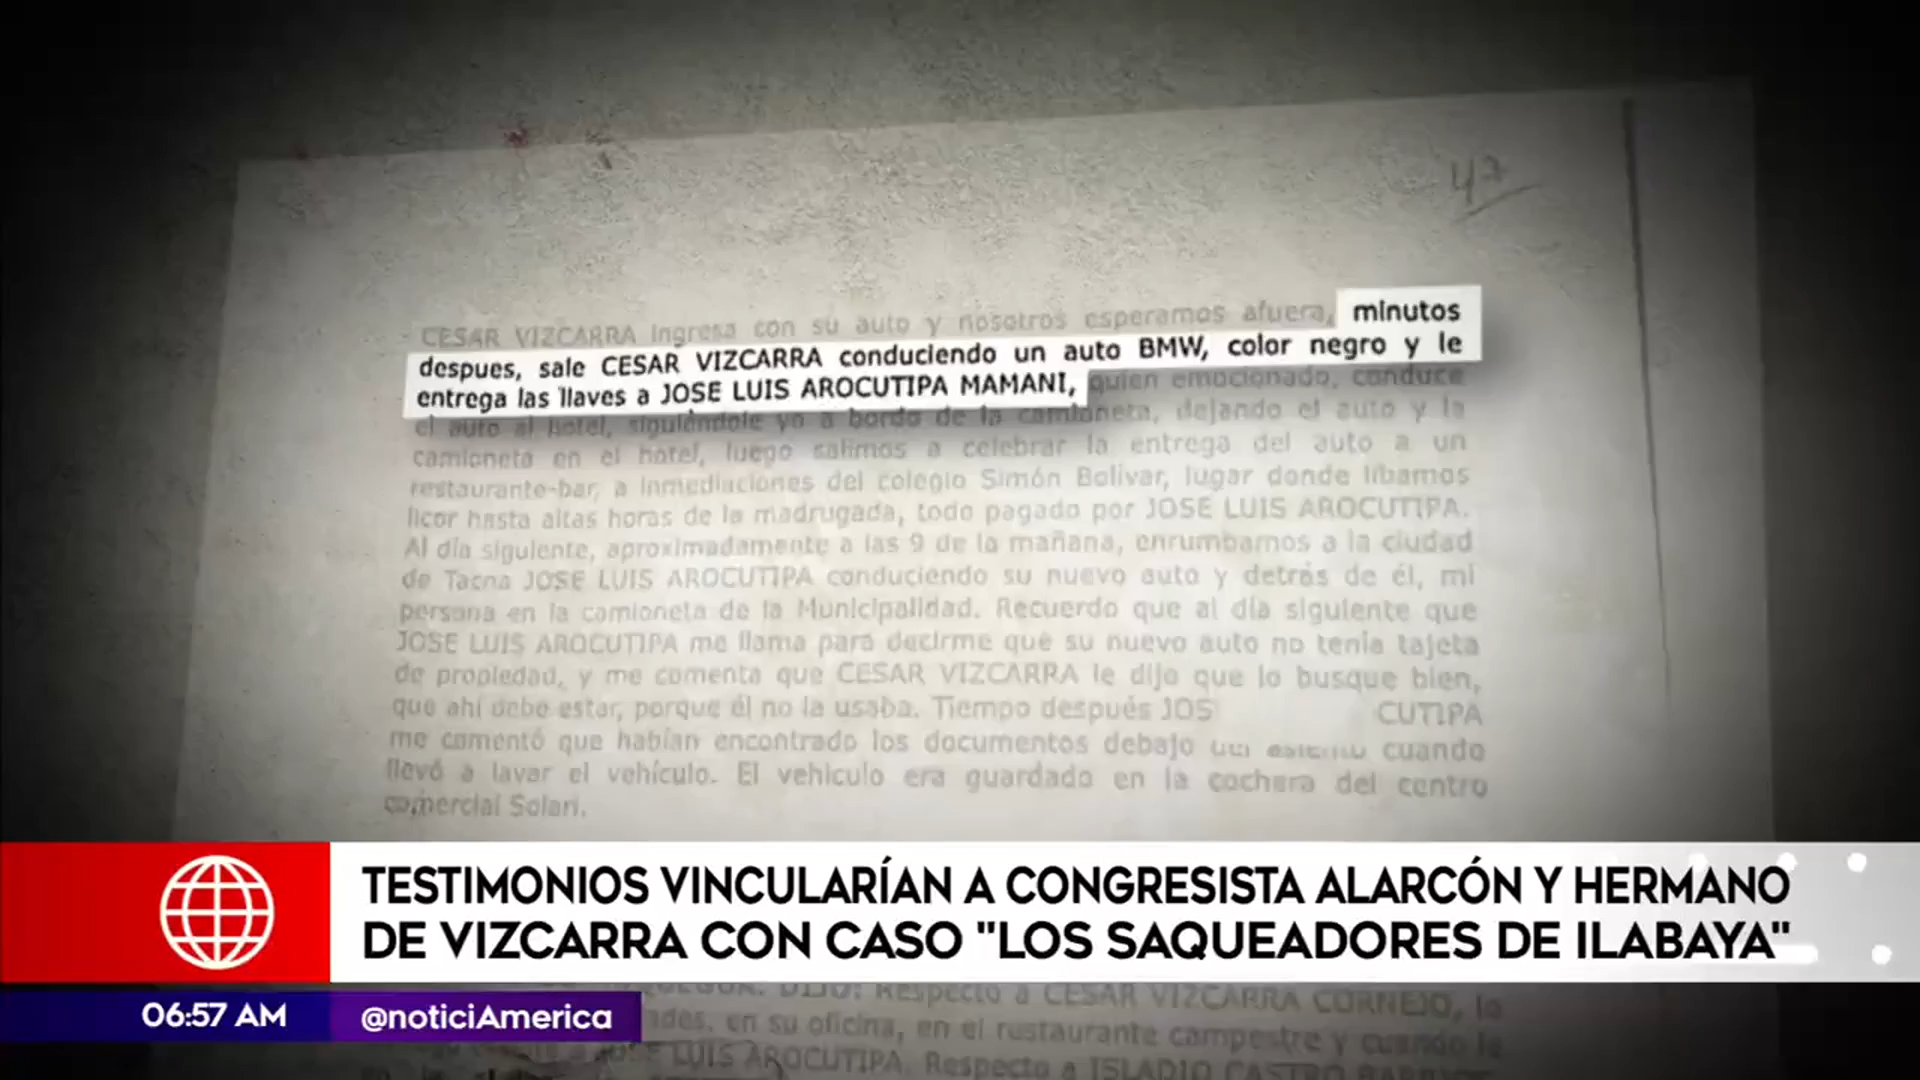 47
CESAR VIZCARRA ingresa con su auto y nosotros esperamos afuera, minutos
despues, sale CESAR VIZCARRA conduciendo un auto BMW, color negro y le
entrega las llaves a JOSE LUIS AROCUTIPA MAMANI, quien emocionado, conduce
el auto al hotel, siguiéndole yo a bordo de la camioneta, dejando el auto y la
camioneta en el hotel, luego salimos a celebrar la entrega del auto a un
restaurante-bar, a inmediaciones del colegio Simón Bolivar, lugar donde libamos
licor hasta altas horas de la madrugada, todo pagado por JOSE LUIS AROCUTIPA.
Al día siguiente, aproximadamente a las 9 de la mañana, enrumbamos a la ciudad
de Tacna JOSE LUIS AROCUTIPA conduciendo su nuevo auto y detrás de él, mi
persona en la camioneta de la Municipalidad. Recuerdo que al día siguiente que
JOSE LUIS AROCUTIPA me llama para decirme que su nuevo auto no tenía tajeta
de propiedad, y me comenta que CESAR VIZCARRA le dijo que lo busque bien,
que ahí debe estar, porque él no la usaba. Tiempo después JOS CUTIPA
me comentó que habían encontrado los documentos debajo cuando
llevó a lavar el vehículo. El vehiculo era guardado en la cochera del centro
comercial Solari.
TESTIMONIOS VINCULARÍAN A CONGRESISTA ALARCÓN Y HERMANO
DE VIZCARRA CON CASO "LOS SAQUEADORES DE ILABAYA"
DIJO: Respecto a CESAR VIZCARRA CORNEJO, lo
06:57 AM @noticiAmerica
en su oficina, en el restaurante campestre y cuando le
JOSE LUIS AROCUTIPA. Respecto a ISLADIO CASTRO